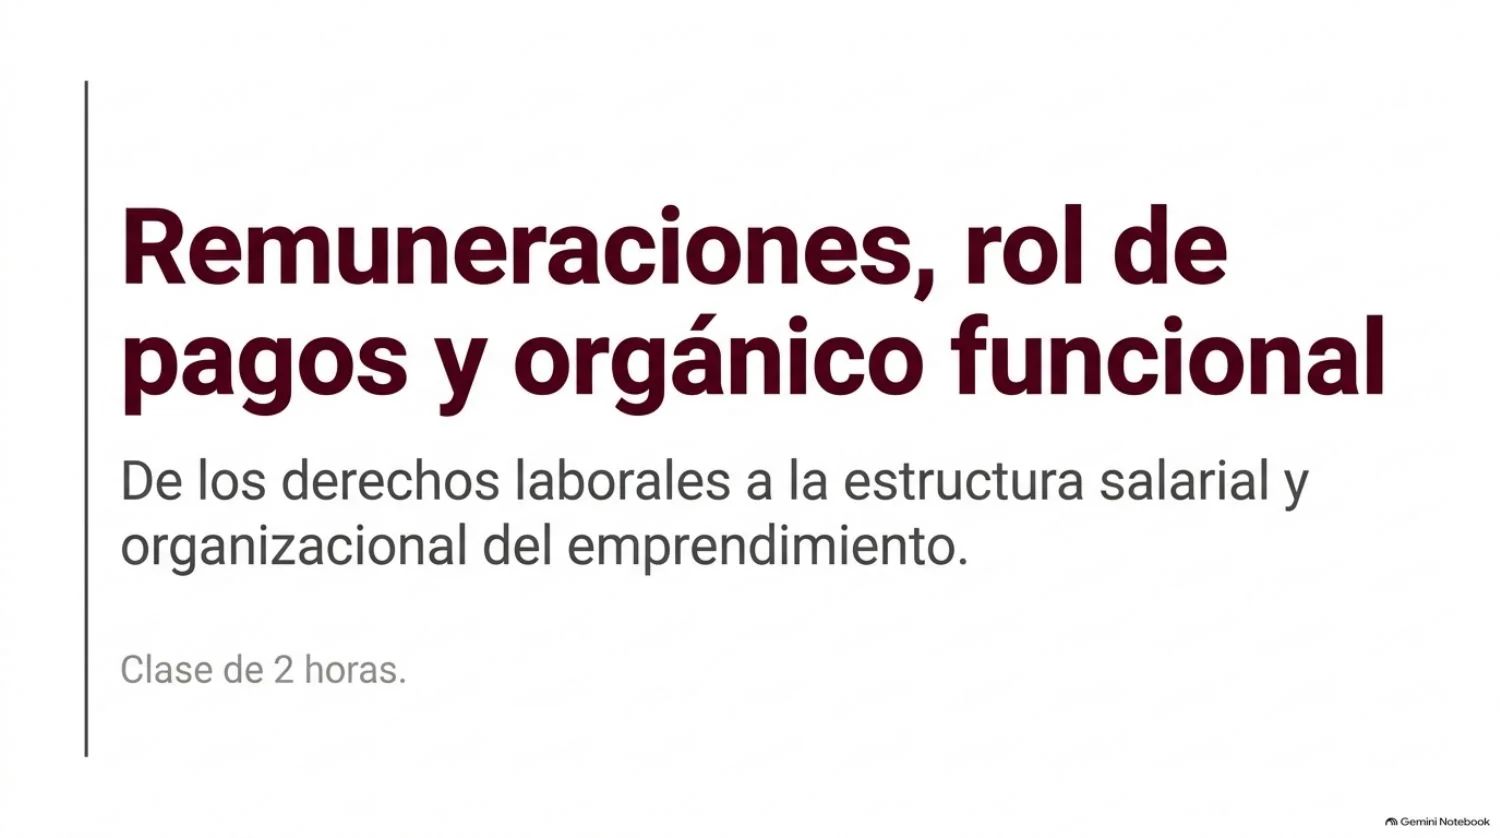 Remuneraciones, rol de
pagos y orgánico funcional
De los derechos laborales a la estructura salarial y
organizacional del emprendimiento.
Clase de 2 horas.
Gemini Notebook